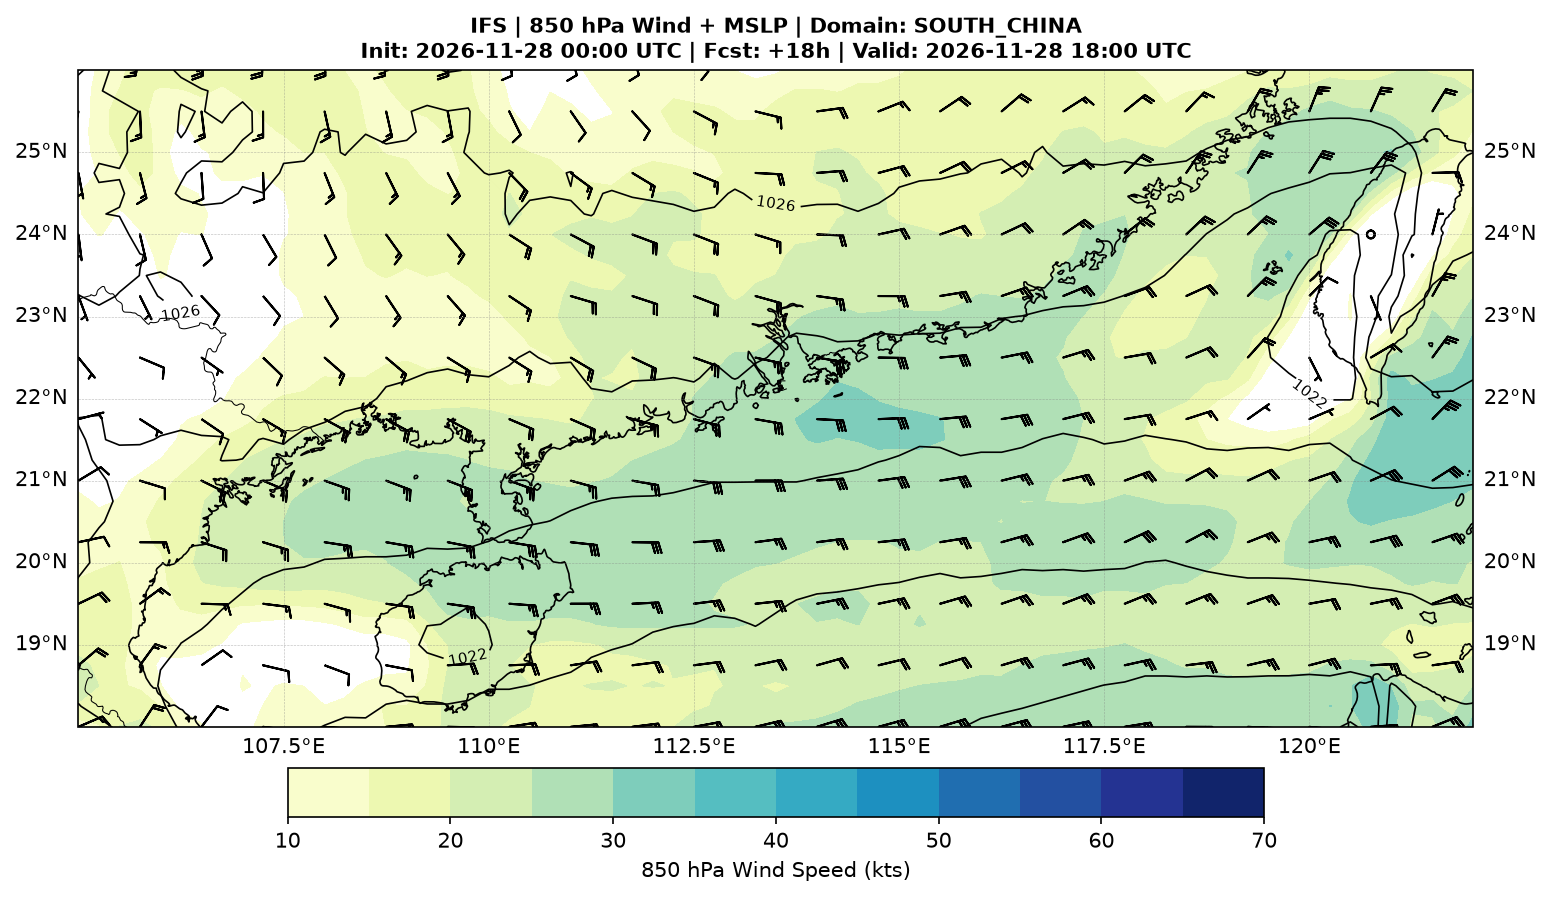 IFS | 850 hPa Wind + MSLP | Domain: SOUTH_CHINA
Init: 2026-11-28 00:00 UTC | Fcst: +18h | Valid: 2026-11-28 18:00 UTC
25°N 25°N
1026
24°N 24°N
1026
23°N 23°N
1022
22°N 22°N
21°N 21°N
20°N 20°N
19°N 19°N
1022
107.5°E 110°E 112.5°E 115°E 117.5°E 120°E
10 20 30 40 50 60 70
850 hPa Wind Speed (kts)